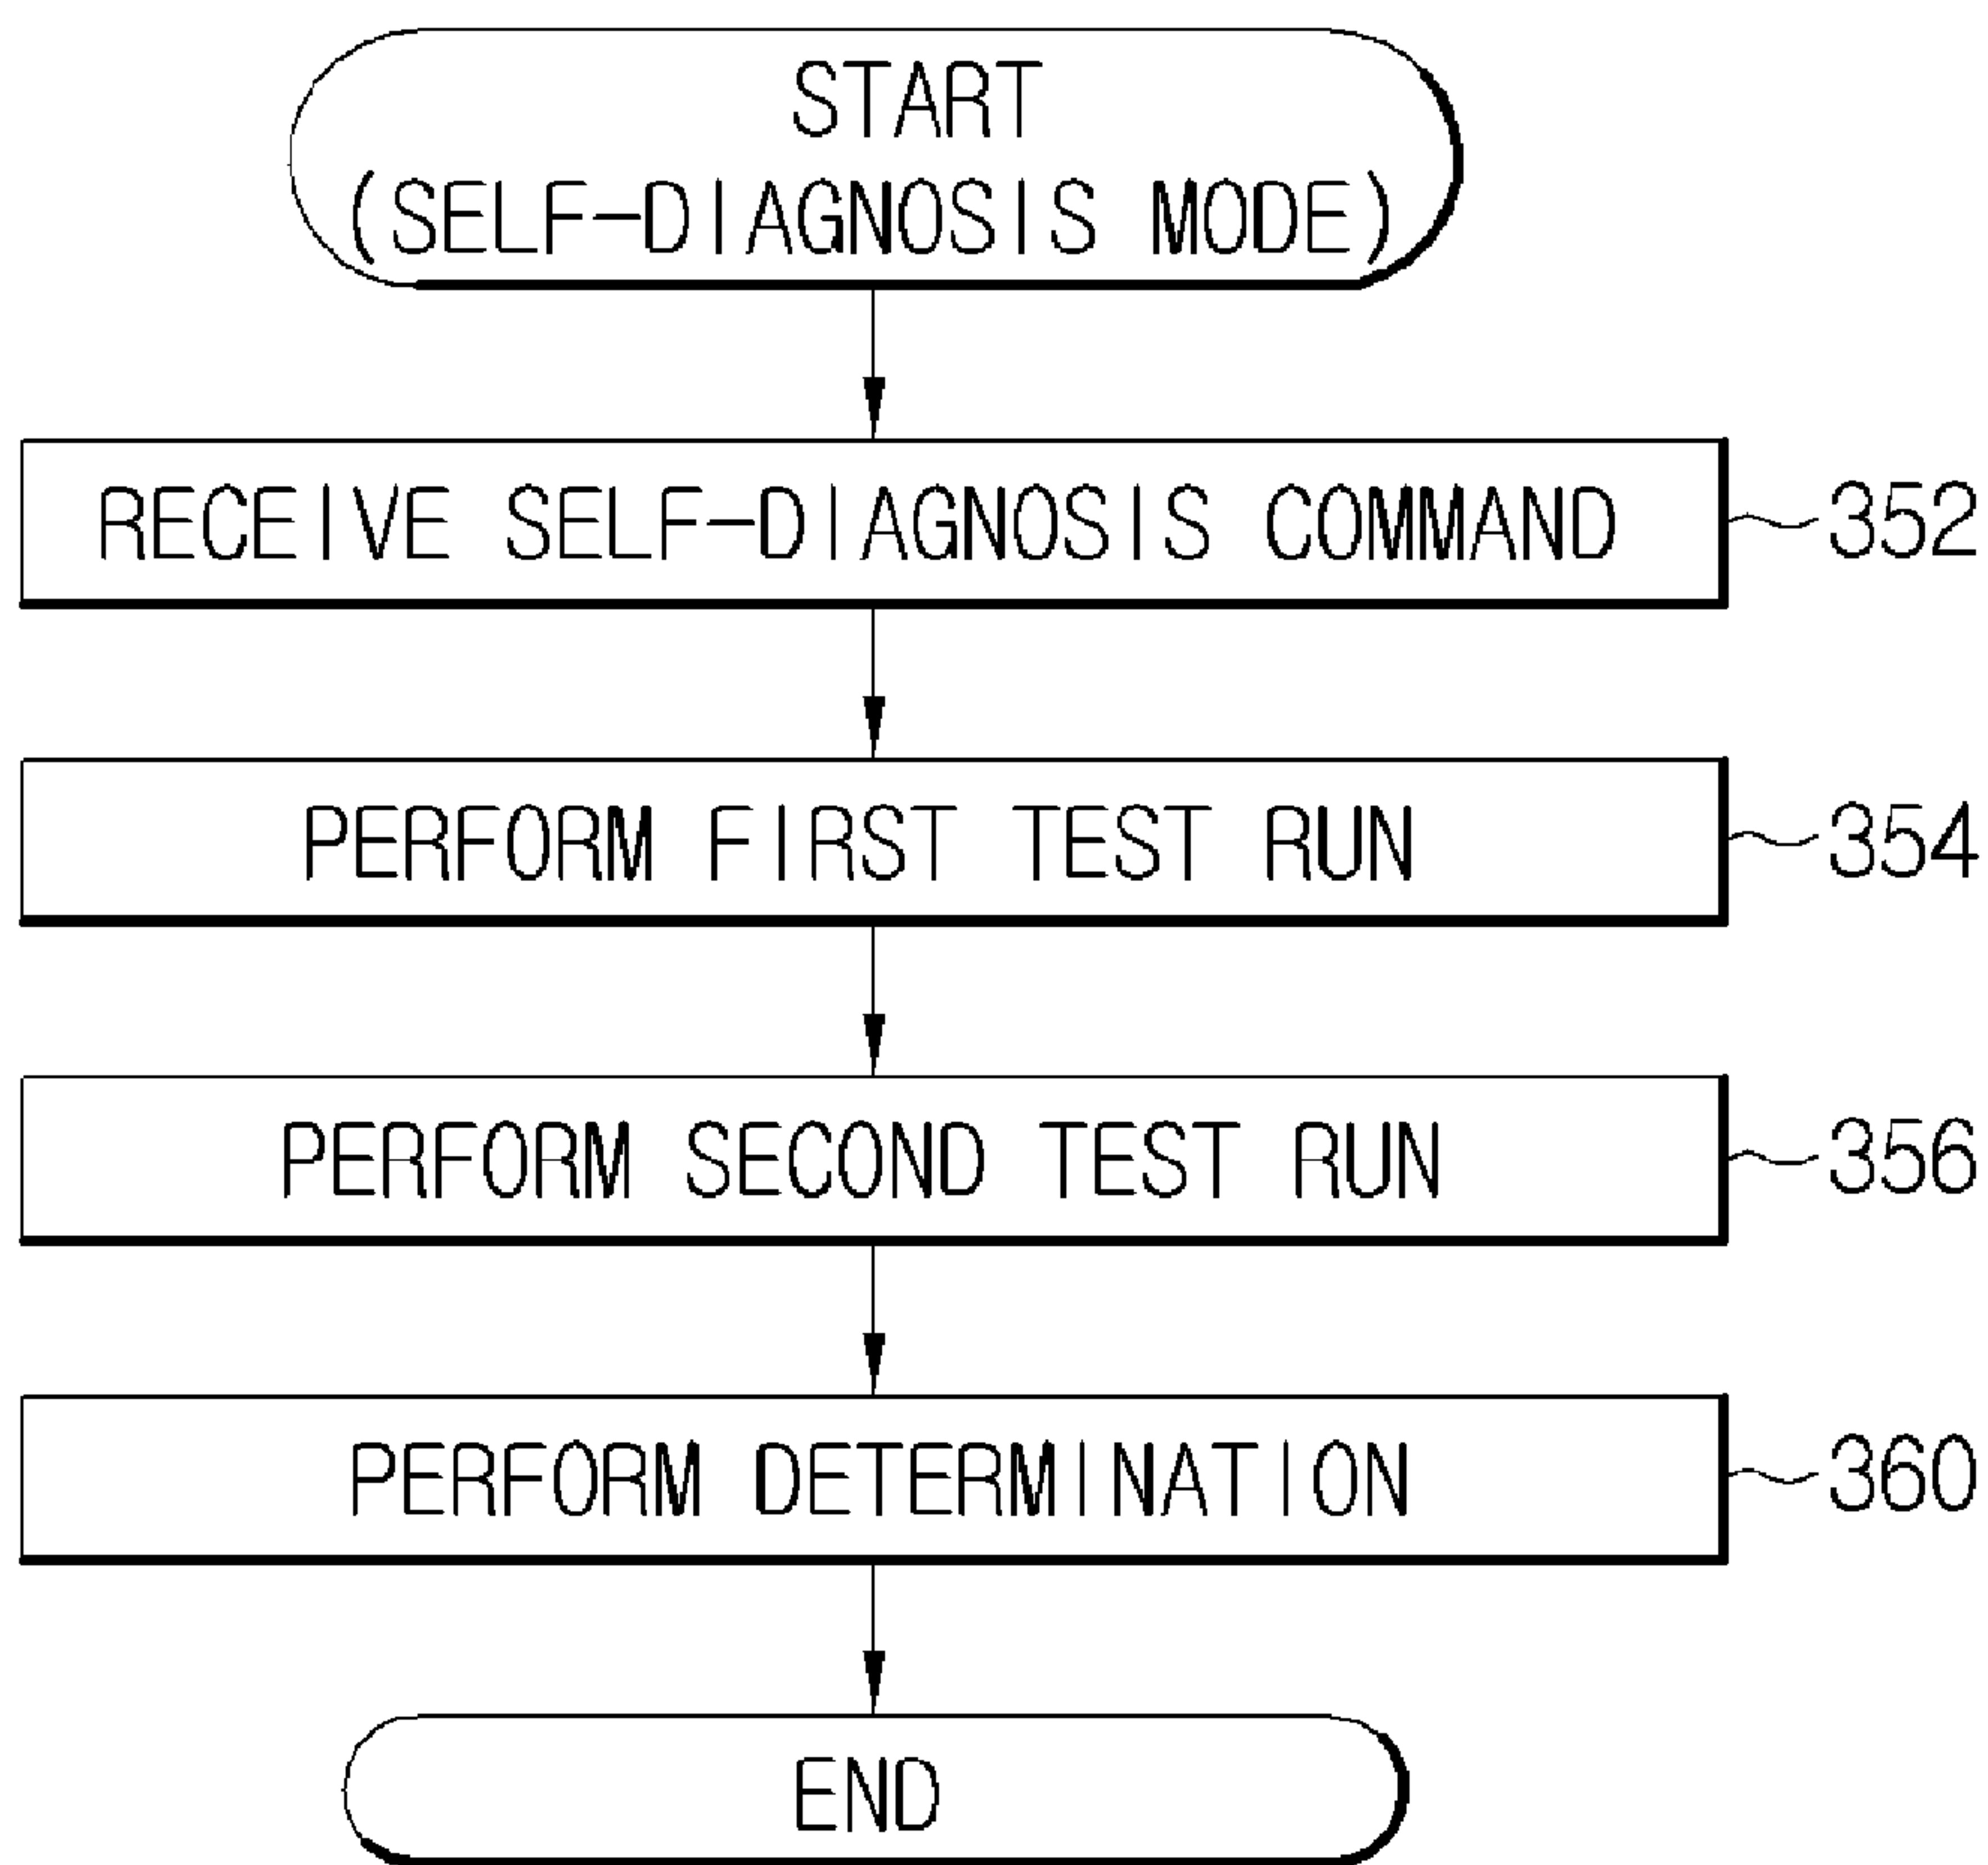 START
(SELF-DIAGNOSIS MODE)
RECEIVE SELF-DIAGNOSIS COMMAND
352
PERFORM FIRST TEST RUN
354
PERFORM SECOND TEST RUN
356
PERFORM DETERMINATION
360
END